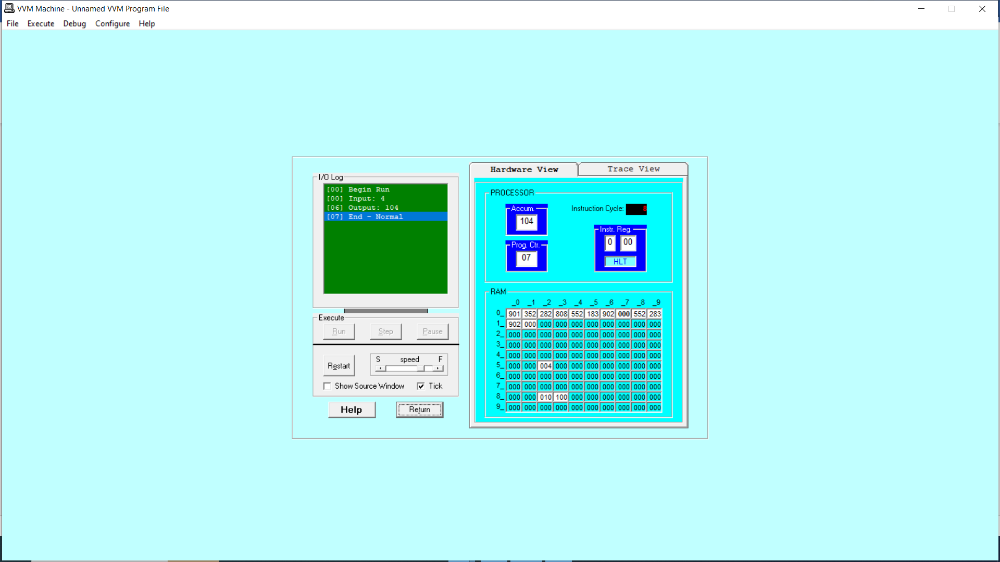 VVM Machine - Unnamed VVM Program File
File Execute Debug Configure Help
I/O Log
[00] Begin Run
[00] Input: 4
[06] Output: 104
[07] End - Normal
Execute
Run Step Pause
Restart
S speed F
Show Source Window Tick
Help Return
Hardware View Trace View
PROCESSOR
Accum.
104
Instruction Cycle: 8
Prog. Ctr.
07
Instr. Reg.
0 00
HLT
RAM
_0 _1 _2 _3 _4 _5 _6 _7 _8 _9
0_ 901 352 282 808 552 183 902 000 552 283
1_ 902 000 000 000 000 000 000 000 000 000
2_ 000 000 000 000 000 000 000 000 000 000
3_ 000 000 000 000 000 000 000 000 000 000
4_ 000 000 000 000 000 000 000 000 000 000
5_ 000 000 004 000 000 000 000 000 000 000
6_ 000 000 000 000 000 000 000 000 000 000
7_ 000 000 000 000 000 000 000 000 000 000
8_ 000 000 010 100 000 000 000 000 000 000
9_ 000 000 000 000 000 000 000 000 000 000